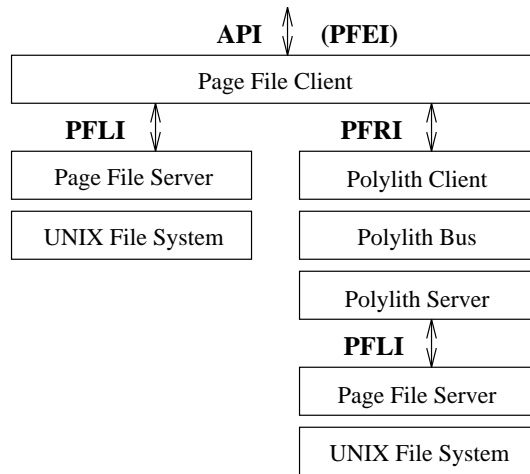 API (PFEI)
Page File Client
PFLI
PFRI
Page File Server
Polylith Client
UNIX File System
Polylith Bus
Polylith Server
PFLI
Page File Server
UNIX File System